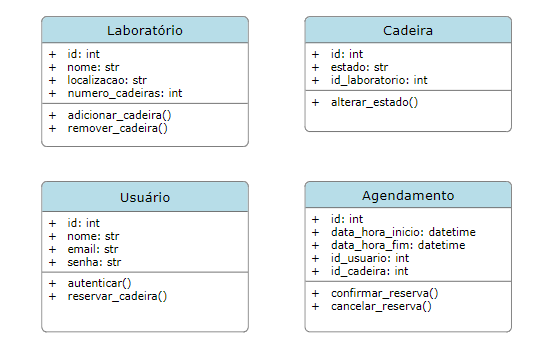 Laboratório
+ id: int
+ nome: str
+ localizacao: str
+ numero_cadeiras: int
+ adicionar_cadeira()
+ remover_cadeira()
Cadeira
+ id: int
+ estado: str
+ id_laboratorio: int
+ alterar_estado()
Usuário
+ id: int
+ nome: str
+ email: str
+ senha: str
+ autenticar()
+ reservar_cadeira()
Agendamento
+ id: int
+ data_hora_inicio: datetime
+ data_hora_fim: datetime
+ id_usuario: int
+ id_cadeira: int
+ confirmar_reserva()
+ cancelar_reserva()